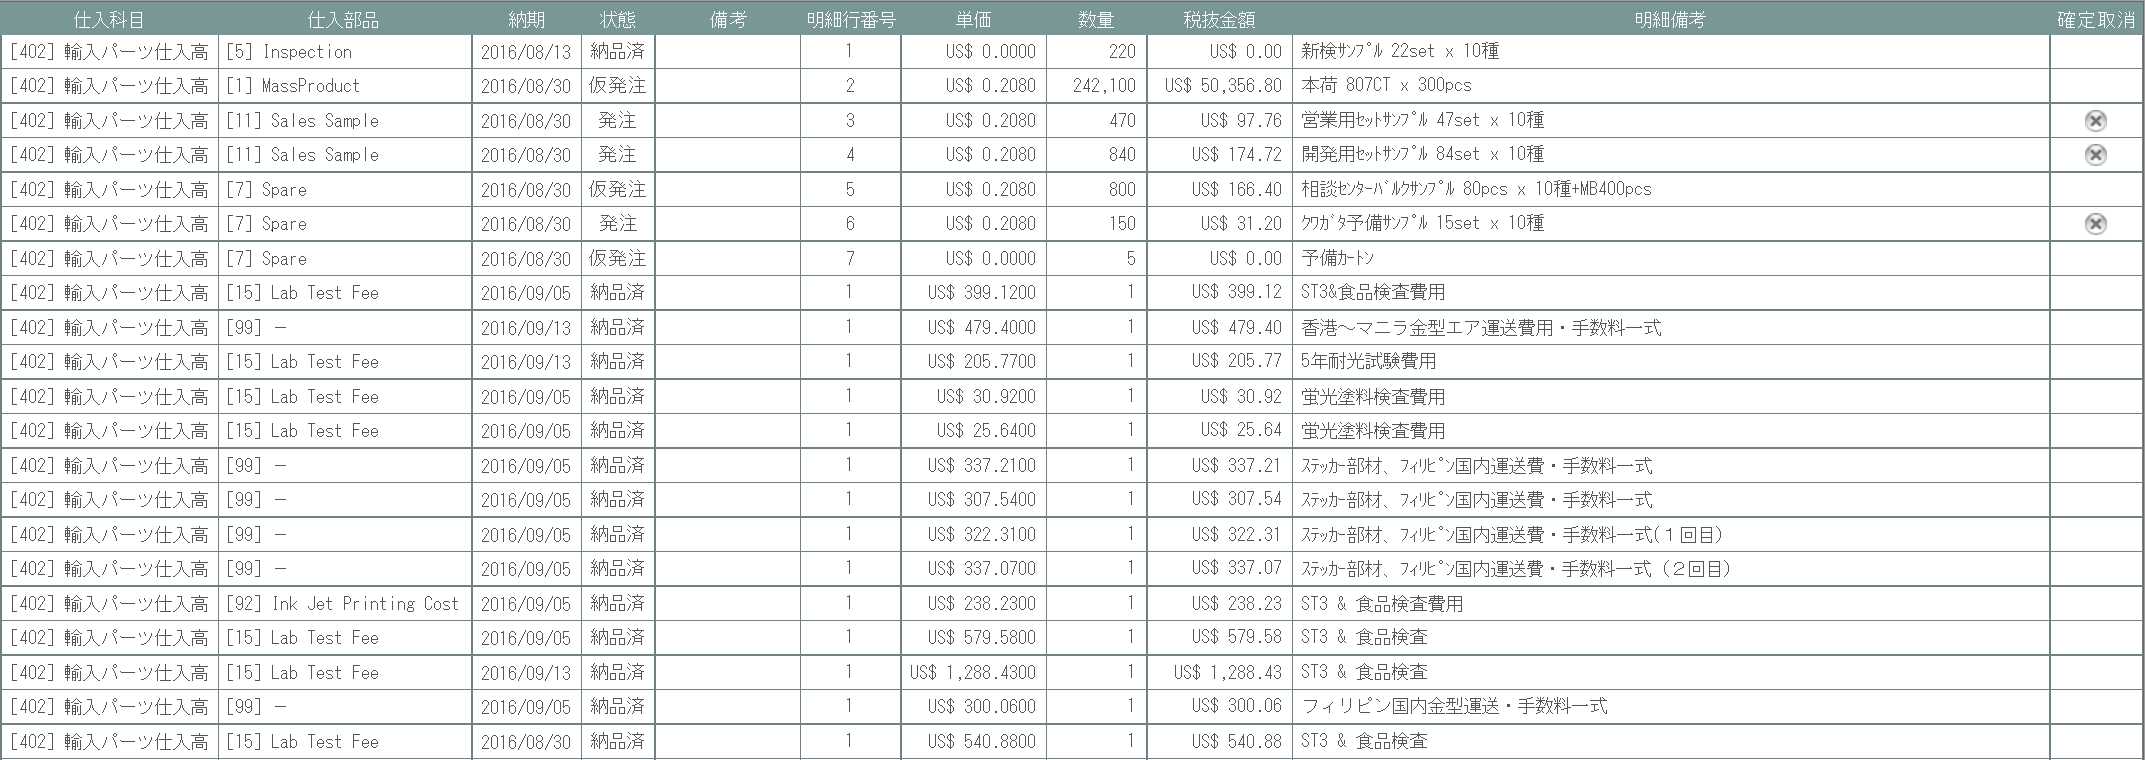 仕入科目 仕入部品 納期 状態 備考 明細行番号 単価 数量 税抜金額 明細備考 確定取消
[402] 輸入パーツ仕入高 [5] Inspection 2016/08/13 納品済 1 US$ 0.0000 220 US$ 0.00 新検ｻﾝﾌﾟﾙ 22set x 10種
[402] 輸入パーツ仕入高 [1] MassProduct 2016/08/30 仮発注 2 US$ 0.2080 242,100 US$ 50,356.80 本荷 807CT x 300pcs
[402] 輸入パーツ仕入高 [11] Sales Sample 2016/08/30 発注 3 US$ 0.2080 470 US$ 97.76 営業用ｾｯﾄｻﾝﾌﾟﾙ 47set x 10種
[402] 輸入パーツ仕入高 [11] Sales Sample 2016/08/30 発注 4 US$ 0.2080 840 US$ 174.72 開発用ｾｯﾄｻﾝﾌﾟﾙ 84set x 10種
[402] 輸入パーツ仕入高 [7] Spare 2016/08/30 仮発注 5 US$ 0.2080 800 US$ 166.40 相談ｾﾝﾀｰﾊﾞﾙｸｻﾝﾌﾟﾙ 80pcs x 10種+MB400pcs
[402] 輸入パーツ仕入高 [7] Spare 2016/08/30 発注 6 US$ 0.2080 150 US$ 31.20 ｸﾜｶﾞﾀ予備ｻﾝﾌﾟﾙ 15set x 10種
[402] 輸入パーツ仕入高 [7] Spare 2016/08/30 仮発注 7 US$ 0.0000 5 US$ 0.00 予備ｶｰﾄﾝ
[402] 輸入パーツ仕入高 [15] Lab Test Fee 2016/09/05 納品済 1 US$ 399.1200 1 US$ 399.12 ST3&食品検査費用
[402] 輸入パーツ仕入高 [99] － 2016/09/13 納品済 1 US$ 479.4000 1 US$ 479.40 香港～マニラ金型エア運送費用・手数料一式
[402] 輸入パーツ仕入高 [15] Lab Test Fee 2016/09/13 納品済 1 US$ 205.7700 1 US$ 205.77 5年耐光試験費用
[402] 輸入パーツ仕入高 [15] Lab Test Fee 2016/09/05 納品済 1 US$ 30.9200 1 US$ 30.92 蛍光塗料検査費用
[402] 輸入パーツ仕入高 [15] Lab Test Fee 2016/09/05 納品済 1 US$ 25.6400 1 US$ 25.64 蛍光塗料検査費用
[402] 輸入パーツ仕入高 [99] － 2016/09/05 納品済 1 US$ 337.2100 1 US$ 337.21 ｽﾃｯｶｰ部材、ﾌｨﾘﾋﾟﾝ国内運送費・手数料一式
[402] 輸入パーツ仕入高 [99] － 2016/09/05 納品済 1 US$ 307.5400 1 US$ 307.54 ｽﾃｯｶｰ部材、ﾌｨﾘﾋﾟﾝ国内運送費・手数料一式
[402] 輸入パーツ仕入高 [99] － 2016/09/05 納品済 1 US$ 322.3100 1 US$ 322.31 ｽﾃｯｶｰ部材、ﾌｨﾘﾋﾟﾝ国内運送費・手数料一式(１回目)
[402] 輸入パーツ仕入高 [99] － 2016/09/05 納品済 1 US$ 337.0700 1 US$ 337.07 ｽﾃｯｶｰ部材、ﾌｨﾘﾋﾟﾝ国内運送費・手数料一式 (２回目)
[402] 輸入パーツ仕入高 [92] Ink Jet Printing Cost 2016/09/05 納品済 1 US$ 238.2300 1 US$ 238.23 ST3 & 食品検査費用
[402] 輸入パーツ仕入高 [15] Lab Test Fee 2016/09/05 納品済 1 US$ 579.5800 1 US$ 579.58 ST3 & 食品検査
[402] 輸入パーツ仕入高 [15] Lab Test Fee 2016/09/13 納品済 1 US$ 1,288.4300 1 US$ 1,288.43 ST3 & 食品検査
[402] 輸入パーツ仕入高 [99] － 2016/09/05 納品済 1 US$ 300.0600 1 US$ 300.06 フィリピン国内金型運送・手数料一式
[402] 輸入パーツ仕入高 [15] Lab Test Fee 2016/08/30 納品済 1 US$ 540.8800 1 US$ 540.88 ST3 & 食品検査